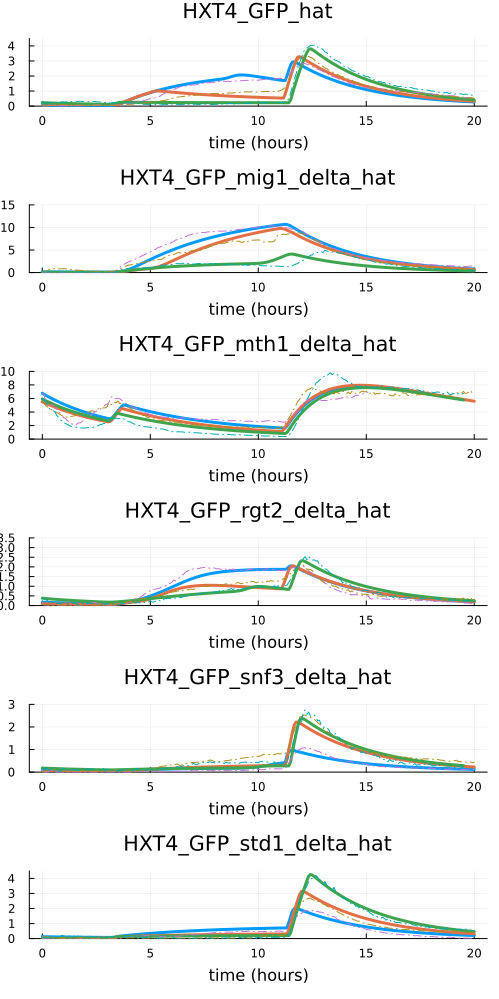 HXT4_GFP_hat
4
3
2
1
0
0 5 10 15 20
time (hours)
HXT4_GFP_mig1_delta_hat
15
10
5
0
0 5 10 15 20
time (hours)
HXT4_GFP_mth1_delta_hat
10
8
6
4
2
0
0 5 10 15 20
time (hours)
HXT4_GFP_rgt2_delta_hat
3.5
3.0
2.5
2.0
1.5
1.0
0.5
0.0
0 5 10 15 20
time (hours)
HXT4_GFP_snf3_delta_hat
3
2
1
0
0 5 10 15 20
time (hours)
HXT4_GFP_std1_delta_hat
4
3
2
1
0
0 5 10 15 20
time (hours)